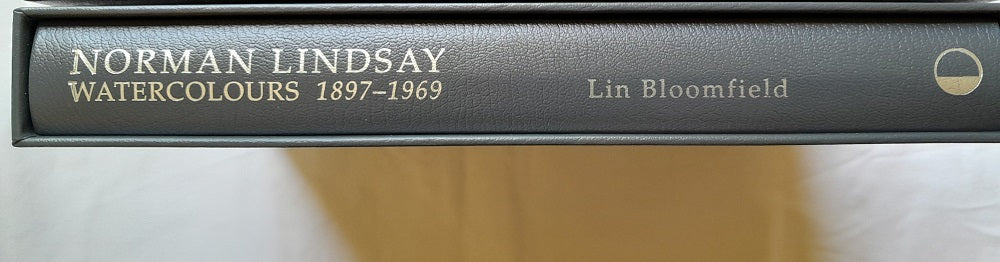 NORMAN LINDSAY
WATERCOLOURS 1897–1969
Lin Bloomfield